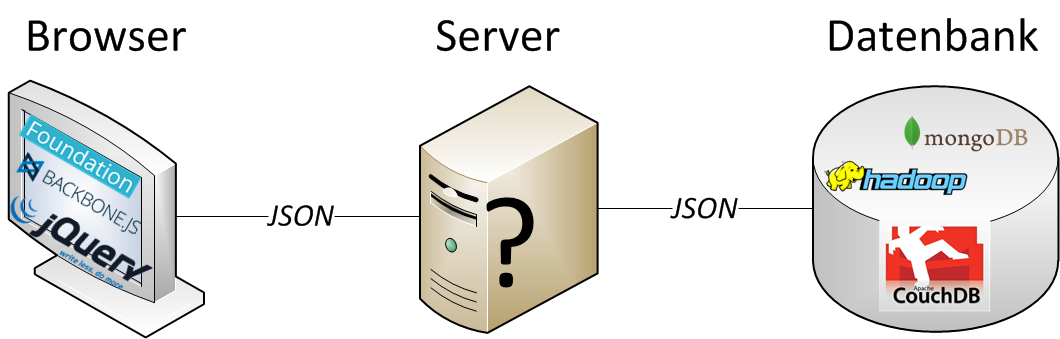 Browser
Server
Datenbank
Foundation
BACKBONE.JS
jQuery
write less, do more.
JSON
?
JSON
mongoDB
hadoop
Apache
CouchDB